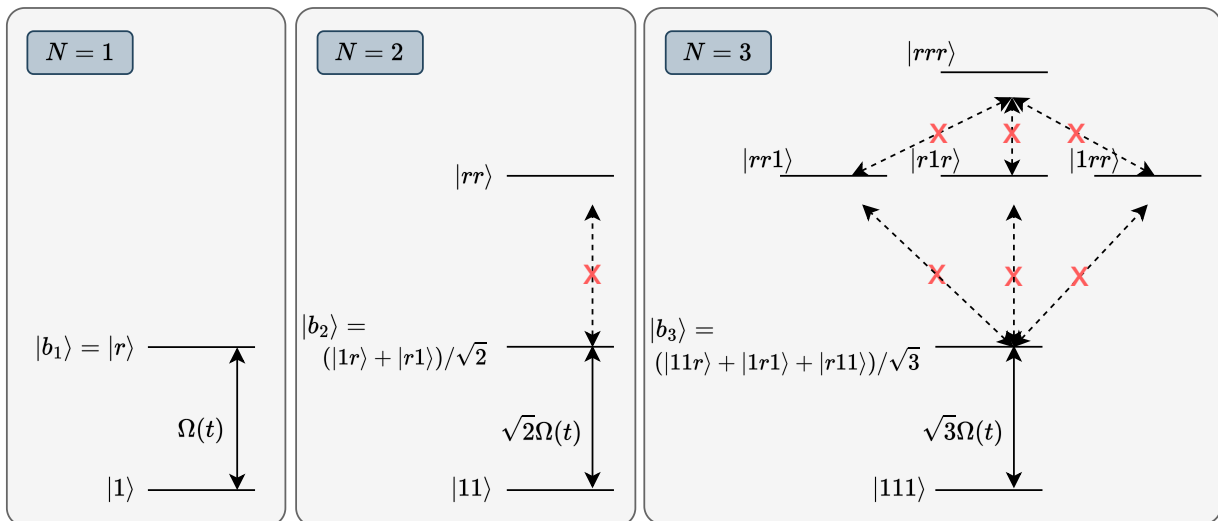 N = 1
|b₁⟩ = |r⟩
Ω(t)
|1⟩
N = 2
|rr⟩
X
|b₂⟩ =
(|1r⟩ + |r1⟩)/√2
√2Ω(t)
|11⟩
N = 3
|rrr⟩
X X X
|rr1⟩ |r1r⟩ |1rr⟩
X X X
|b₃⟩ =
(|11r⟩ + |1r1⟩ + |r11⟩)/√3
√3Ω(t)
|111⟩